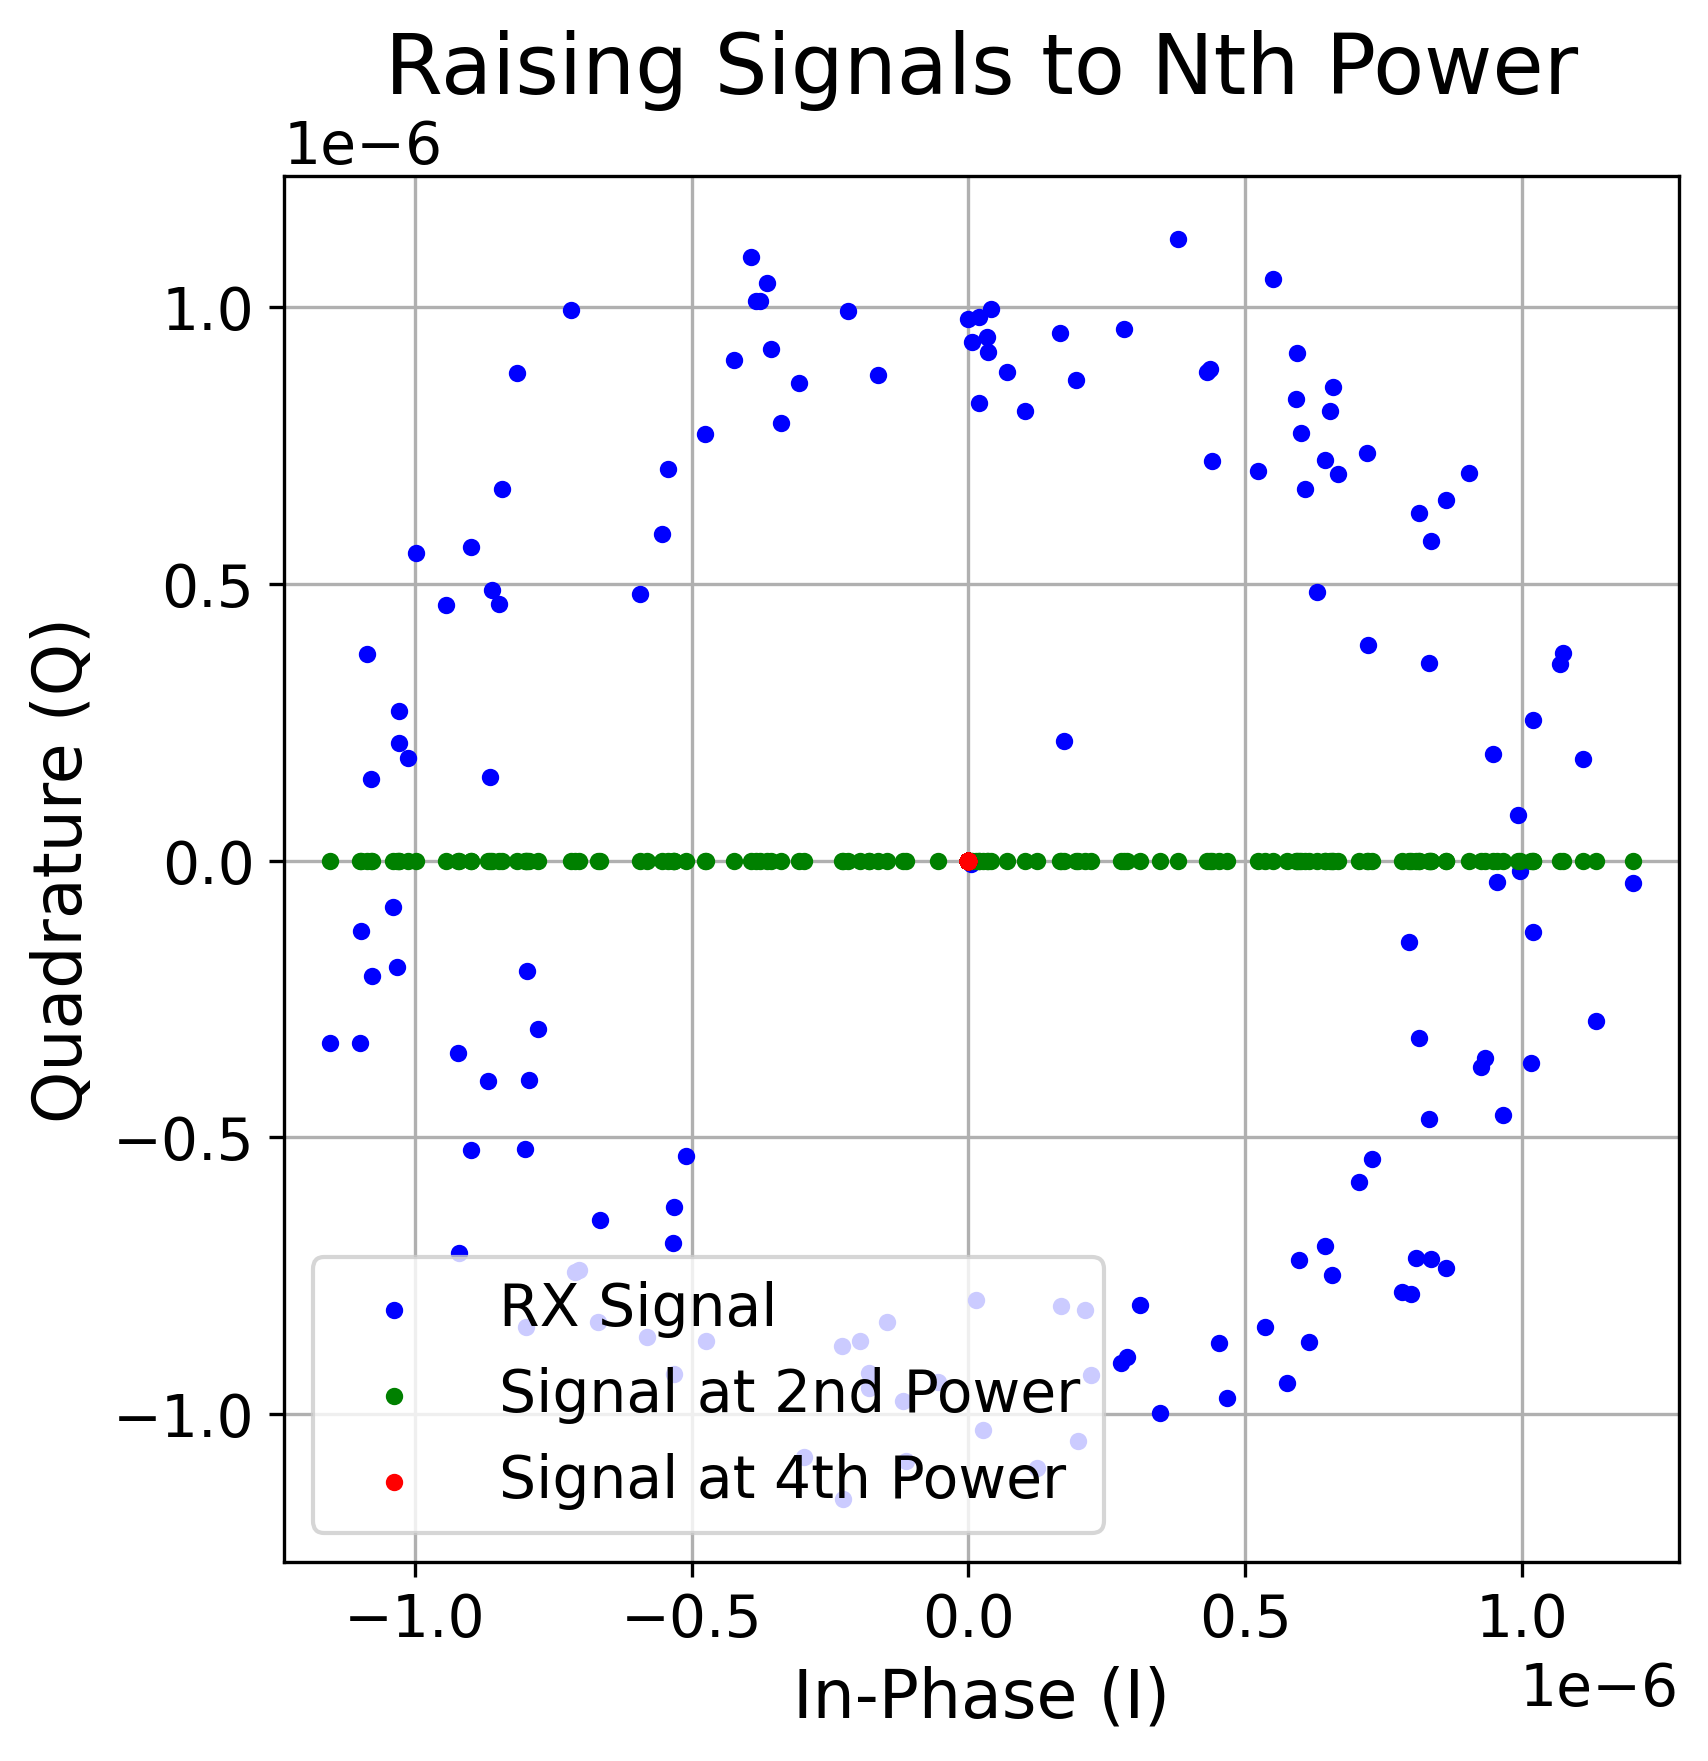 Raising Signals to Nth Power
1e−6
1.0
0.5
0.0
−0.5
−1.0
Quadrature (Q)
RX Signal
Signal at 2nd Power
Signal at 4th Power
−1.0 −0.5 0.0 0.5 1.0
In-Phase (I)
1e−6